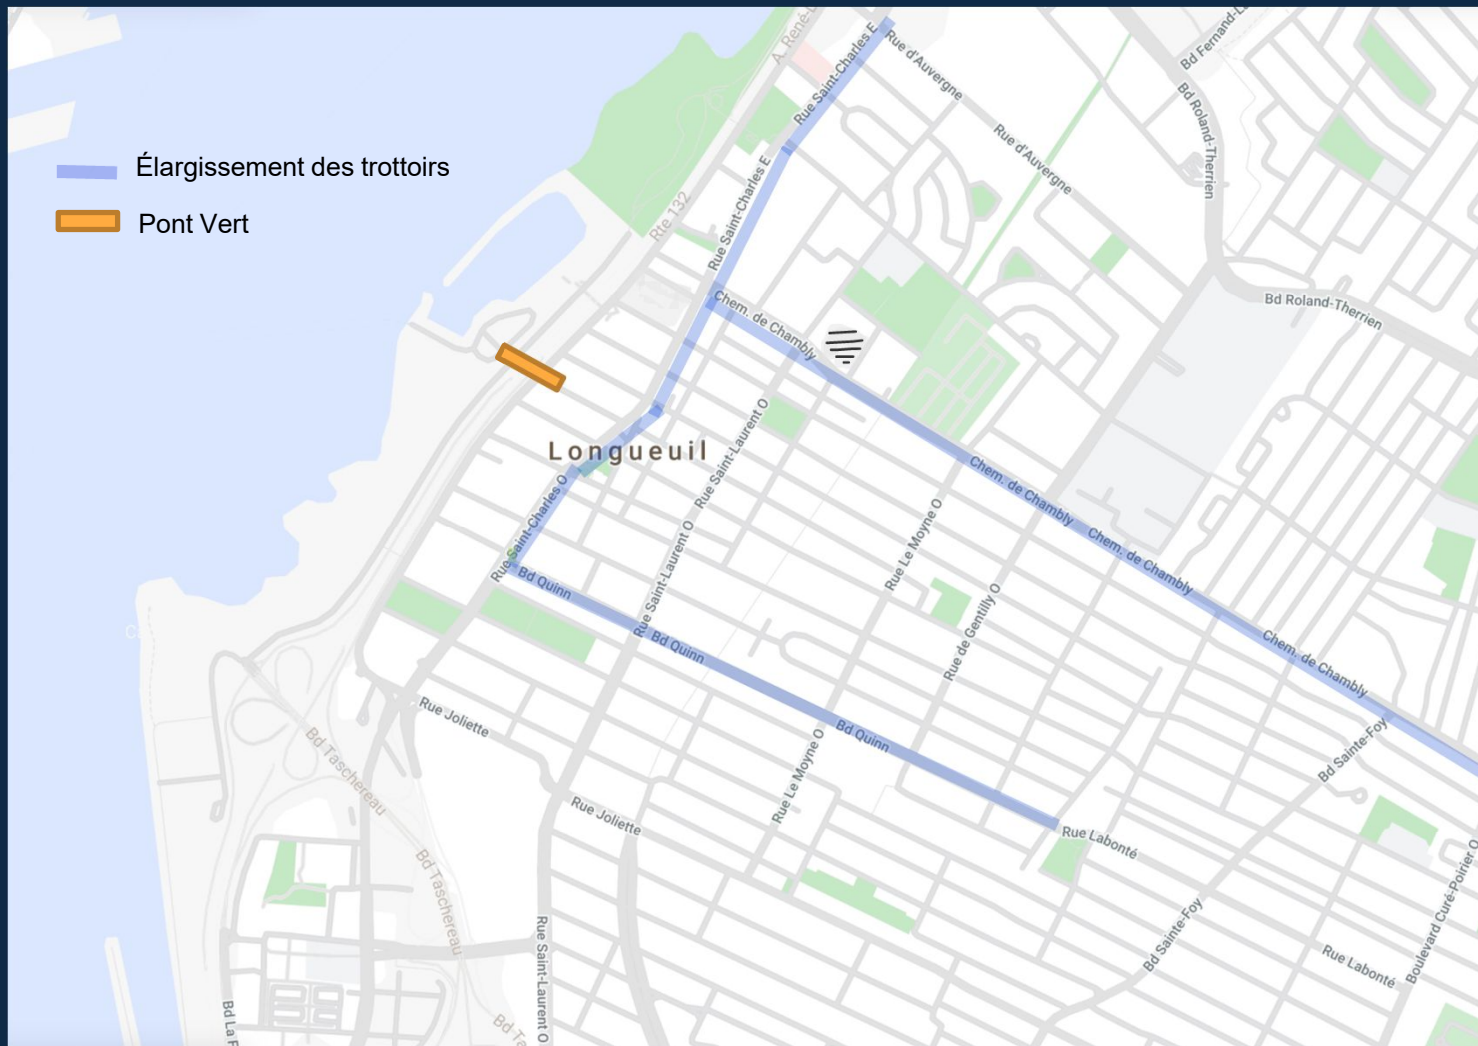 Élargissement des trottoirs
Pont Vert
Rue Saint-Charles E
Rue d'Auvergne
Bd Roland-Therrien
Rue d'Auvergne
Rue Saint-Charles E
Rte 132
Bd Roland-Therrien
Chem. de Chambly
Longueuil
Rue Saint-Laurent O
Chem. de Chambly
Rue Saint-Charles O
Rue Le Moyne O
Chem. de Chambly
Bd Quinn
Rue Saint-Laurent O
Rue de Gentilly O
Bd Quinn
Chem. de Chambly
Rue Joliette
Bd Quinn
Bd Sainte-Foy
Bd Taschereau
Rue Le Moyne O
Rue Joliette
Rue Labonté
Bd Taschereau
Boulevard Curé-Poirier O
Rue Saint-Laurent O
Bd Sainte-Foy
Rue Labonté